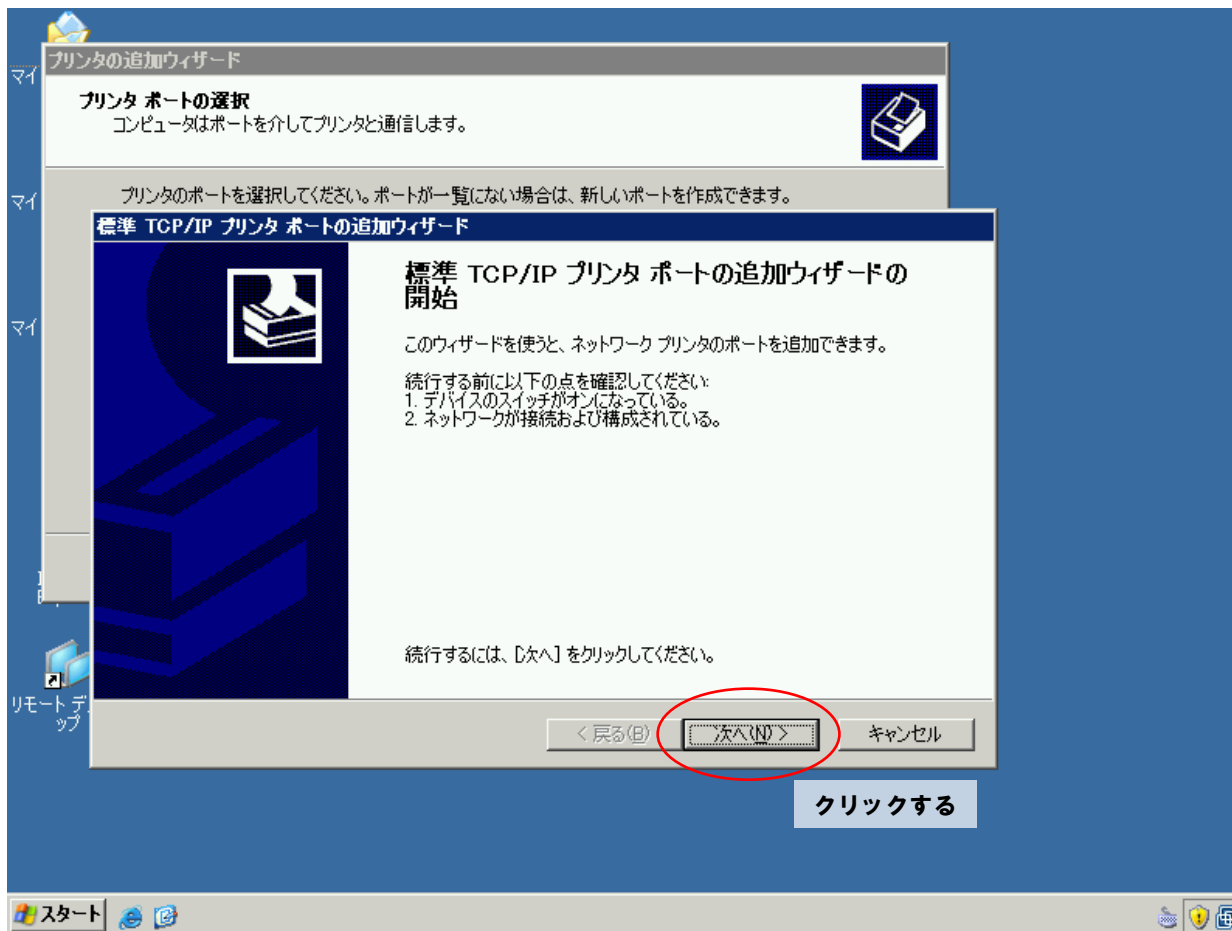 マイ
プリンタの追加ウィザード
プリンタ ポートの選択
コンピュータはポートを介してプリンタと通信します。
マイ
プリンタのポートを選択してください。ポートが一覧にない場合は、新しいポートを作成できます。
標準 TCP/IP プリンタ ポートの追加ウィザード
標準 TCP/IP プリンタ ポートの追加ウィザードの
開始
マイ
このウィザードを使うと、ネットワーク プリンタのポートを追加できます。
続行する前に以下の点を確認してください:
1. デバイスのスイッチがオンになっている。
2. ネットワークが接続および構成されている。
続行するには、[次へ] をクリックしてください。
リモート デ
ップ
< 戻る(B)
次へ(N) >
キャンセル
クリックする
スタート